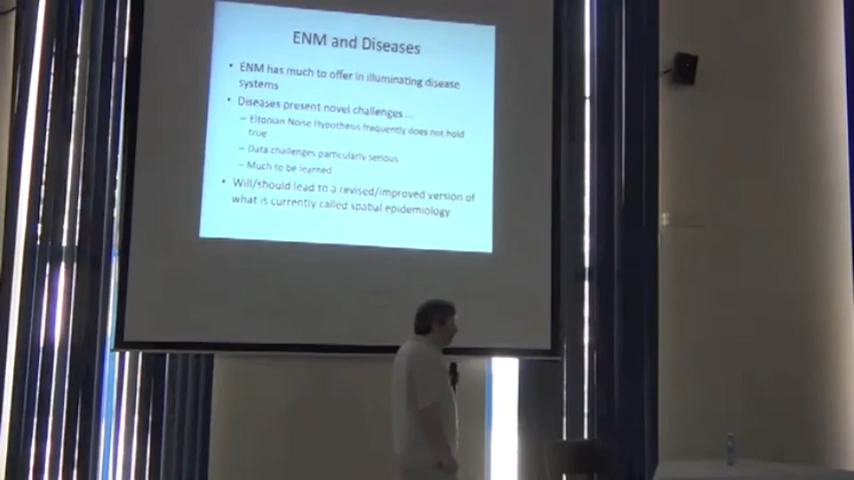 ENM and Diseases
• ENM has much to offer in illuminating disease
systems
• Diseases present novel challenges ...
– Eltonian Noise Hypothesis frequently does not hold
true
– Data challenges particularly serious
– Much to be learned
• Will/should lead to a revised/improved version of
what is currently called spatial epidemiology